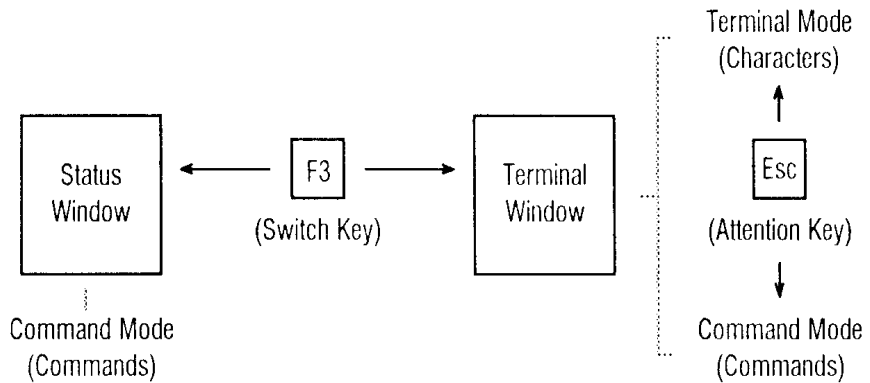 Terminal Mode
(Characters)
Status
Window
F3
(Switch Key)
Terminal
Window
Esc
(Attention Key)
Command Mode
(Commands)
Command Mode
(Commands)